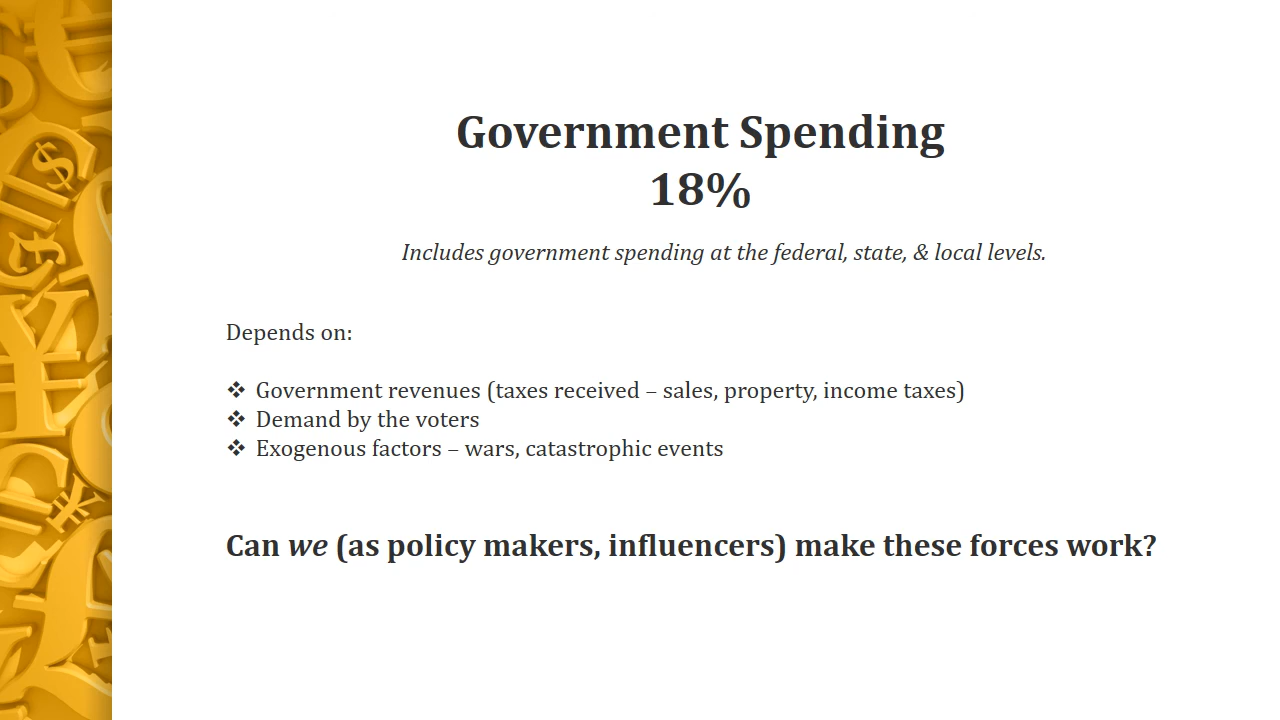 Government Spending
18%
Includes government spending at the federal, state, & local levels.
Depends on:
❖ Government revenues (taxes received – sales, property, income taxes)
❖ Demand by the voters
❖ Exogenous factors – wars, catastrophic events
Can we (as policy makers, influencers) make these forces work?